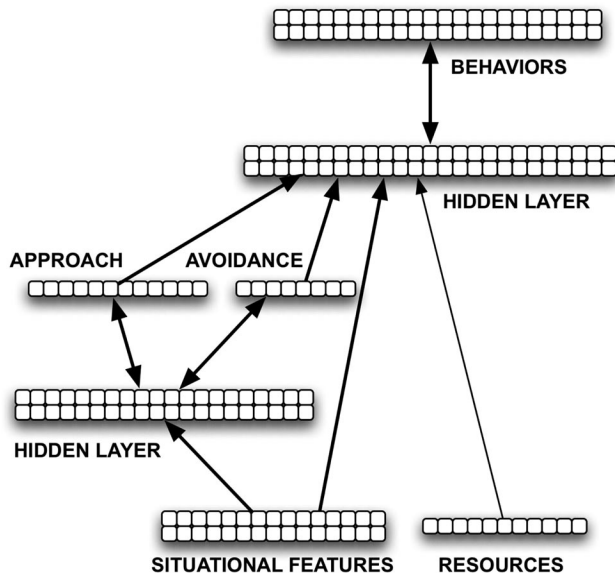 BEHAVIORS
HIDDEN LAYER
APPROACH
AVOIDANCE
HIDDEN LAYER
SITUATIONAL FEATURES
RESOURCES